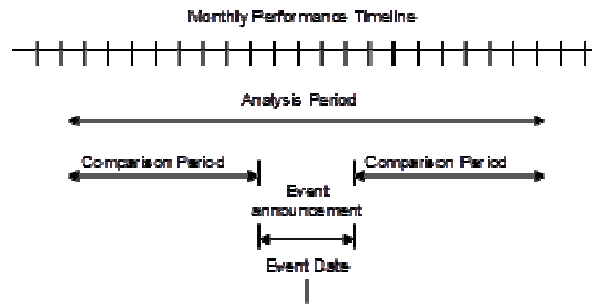 Monthly Performance Timeline
Analysis Period
Comparison Period
Comparison Period
Event
announcement
Event Date